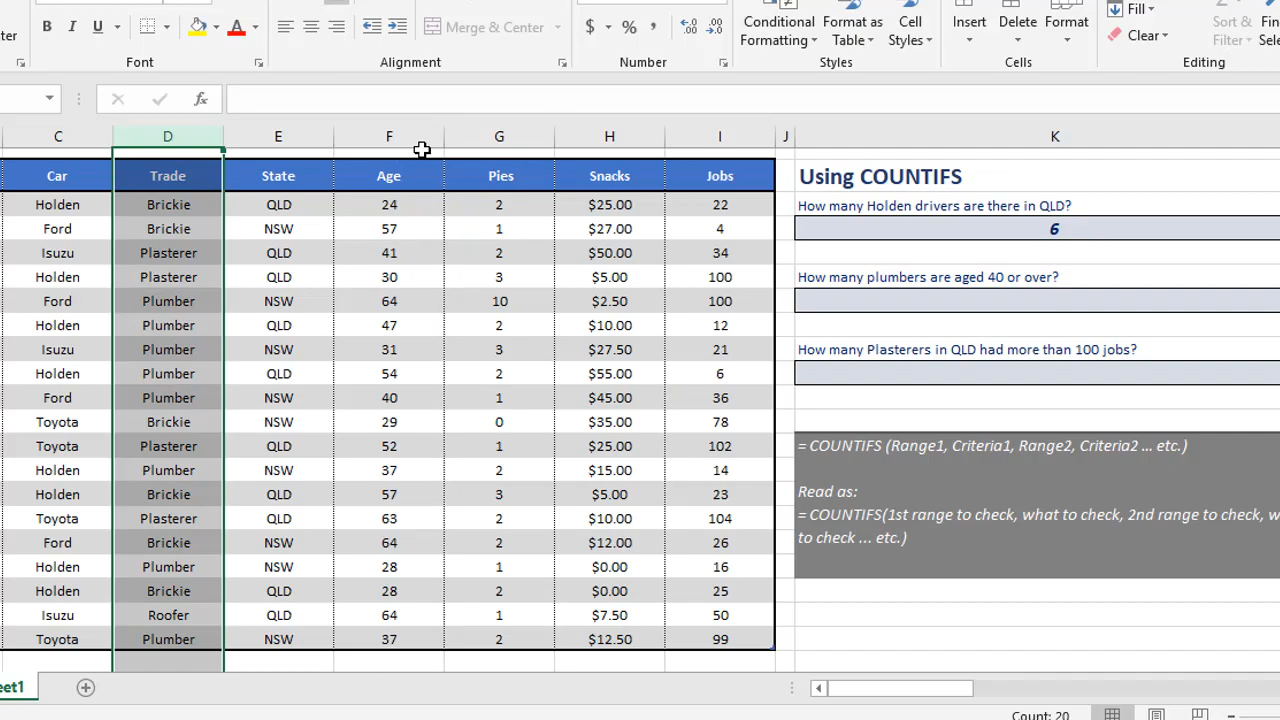 Fill
ter B I U A Merge & Center $ % , Conditional Format as Cell Insert Delete Format Sort &
Formatting Table Styles Clear Filter
Font Alignment Number Styles Cells Editing
fx
C D E F G H I J K
Car Trade State Age Pies Snacks Jobs Using COUNTIFS
Holden Brickie QLD 24 2 $25.00 22 How many Holden drivers are there in QLD?
Ford Brickie NSW 57 1 $27.00 4 6
Isuzu Plasterer QLD 41 2 $50.00 34
Holden Plasterer QLD 30 3 $5.00 100 How many plumbers are aged 40 or over?
Ford Plumber NSW 64 10 $2.50 100
Holden Plumber QLD 47 2 $10.00 12
Isuzu Plumber NSW 31 3 $27.50 21 How many Plasterers in QLD had more than 100 jobs?
Holden Plumber QLD 54 2 $55.00 6
Ford Plumber NSW 40 1 $45.00 36
Toyota Brickie NSW 29 0 $35.00 78
Toyota Plasterer QLD 52 1 $25.00 102 = COUNTIFS (Range1, Criteria1, Range2, Criteria2 ... etc.)
Holden Plumber QLD 37 2 $15.00 14
Holden Brickie QLD 57 3 $5.00 23 Read as:
Toyota Plasterer QLD 63 2 $10.00 104 = COUNTIFS(1st range to check, what to check, 2nd range to check, w
Ford Brickie NSW 64 2 $12.00 26 to check ... etc.)
Holden Plumber NSW 28 1 $0.00 16
Holden Brickie QLD 28 2 $0.00 25
Isuzu Roofer QLD 64 1 $7.50 50
Toyota Plumber NSW 37 2 $12.50 99
eet1
Count: 20